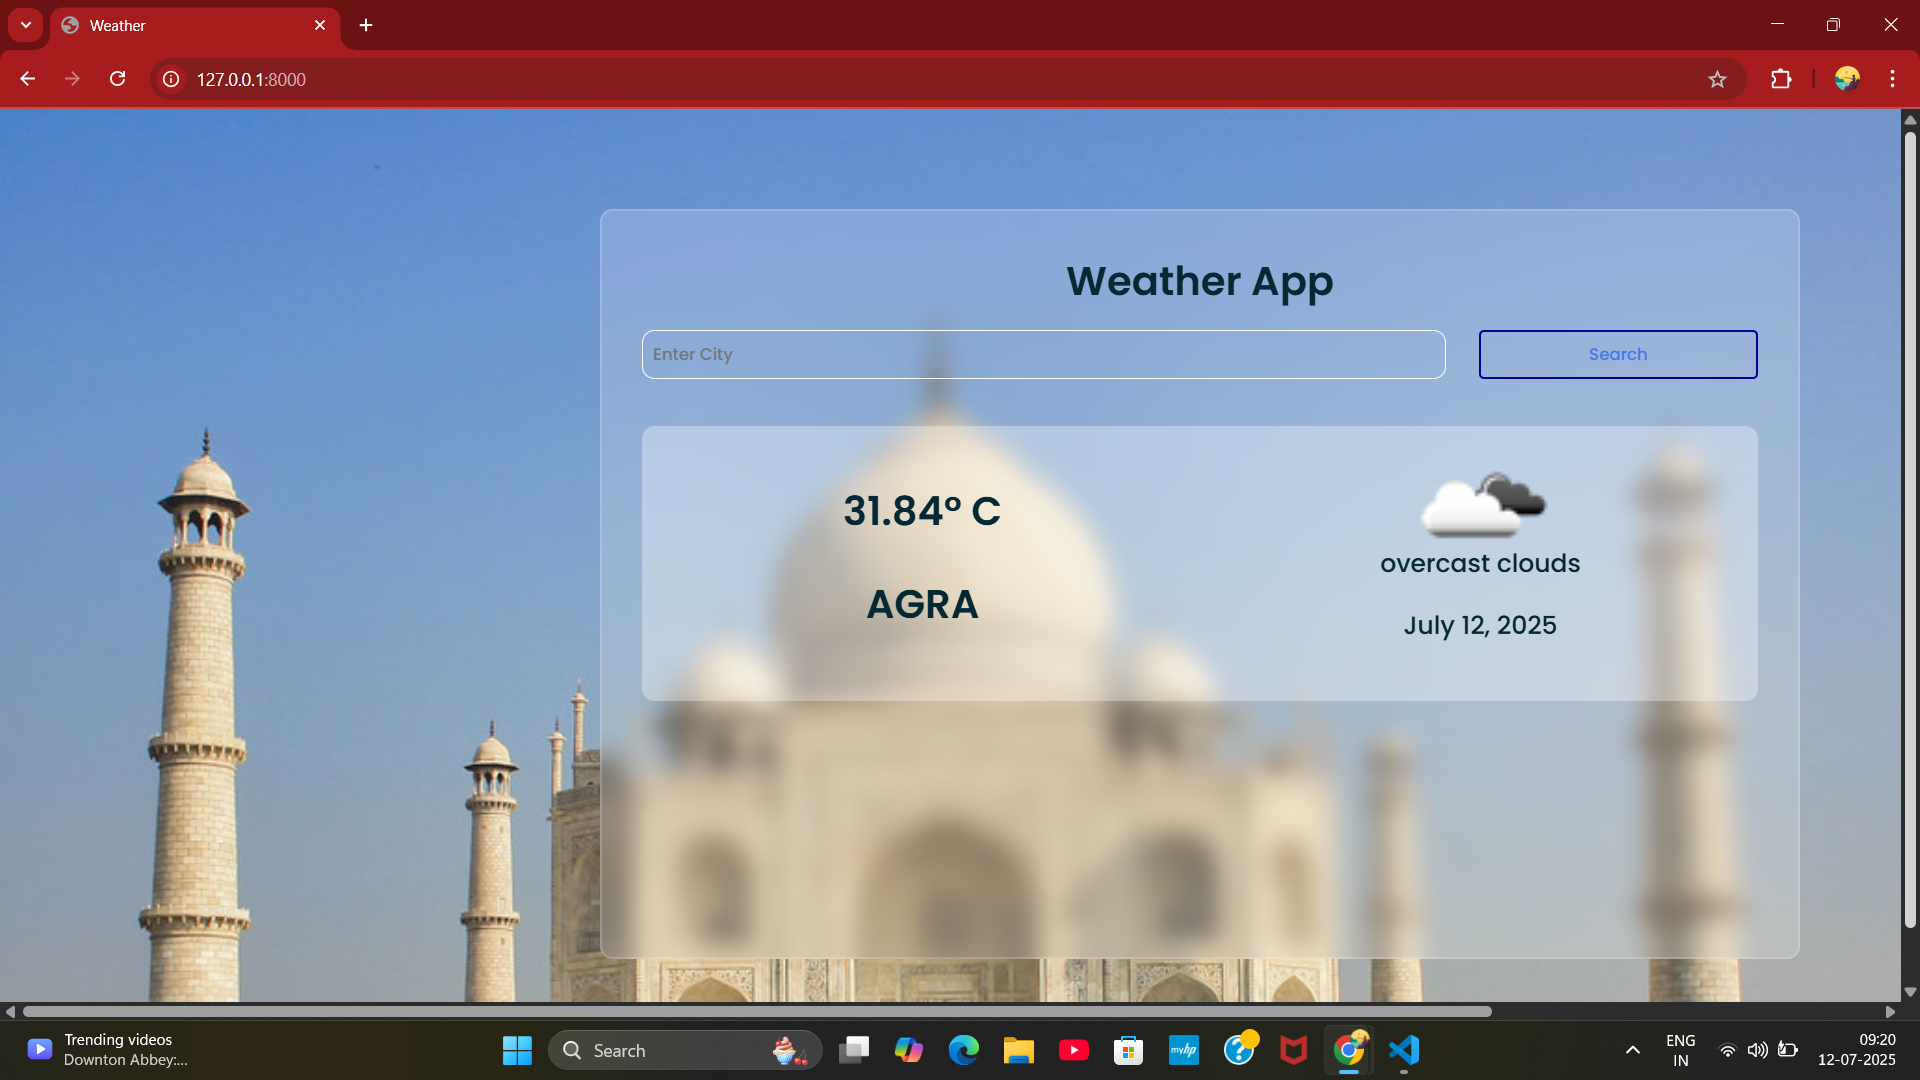 Weather
127.0.0.1:8000
Weather App
Enter City
Search
31.84° C
overcast clouds
AGRA
July 12, 2025
Trending videos
Downton Abbey:...
Search
myhp
ENG
IN
09:20
12-07-2025